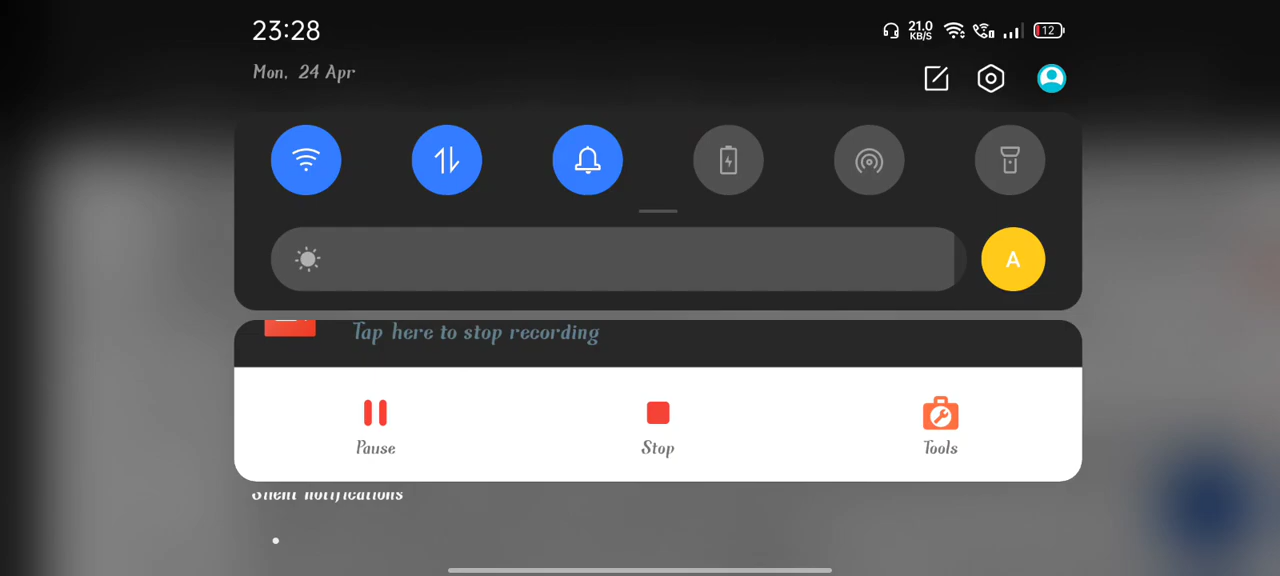 23:28
21.0
KB/S
12
Mon, 24 Apr
A
Tap here to stop recording
Pause
Stop
Tools
Silent notifications